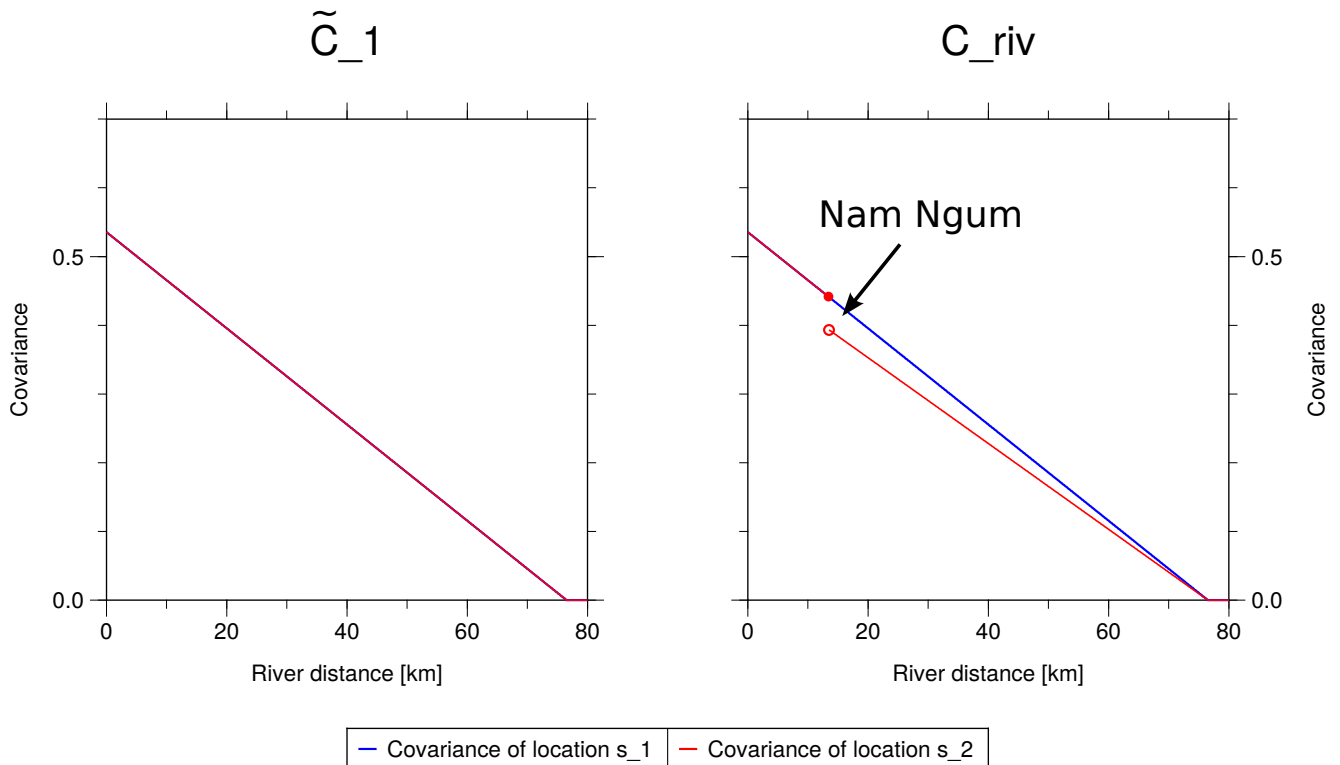 C̃_1
C_riv
Nam Ngum
0.5
0.0
Covariance
0 20 40 60 80
River distance [km]
0.5
0.0
Covariance
0 20 40 60 80
River distance [km]
Covariance of location s_1 Covariance of location s_2